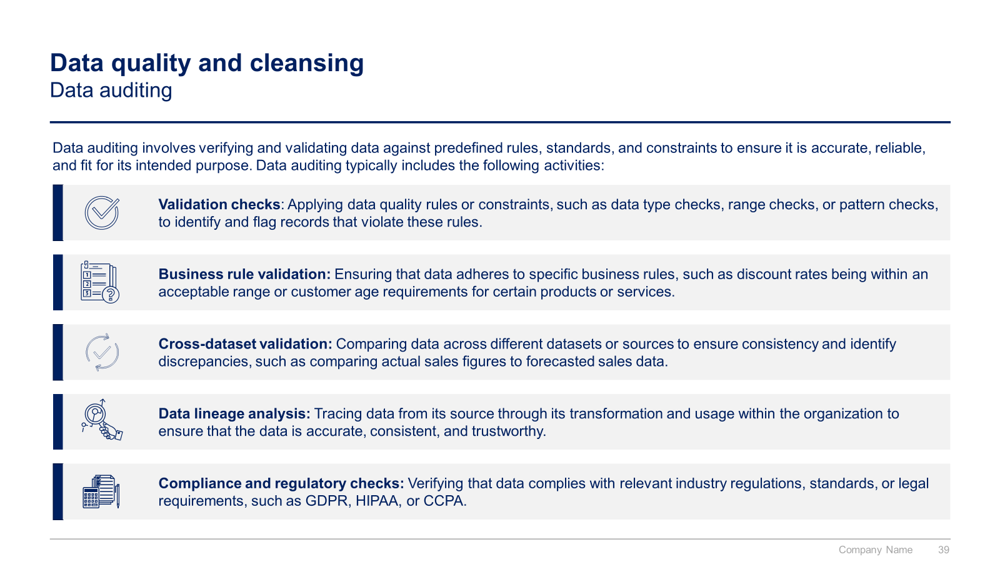 Data quality and cleansing
Data auditing
Data auditing involves verifying and validating data against predefined rules, standards, and constraints to ensure it is accurate, reliable,
and fit for its intended purpose. Data auditing typically includes the following activities:
Validation checks: Applying data quality rules or constraints, such as data type checks, range checks, or pattern checks,
to identify and flag records that violate these rules.
1
2
3
?
Business rule validation: Ensuring that data adheres to specific business rules, such as discount rates being within an
acceptable range or customer age requirements for certain products or services.
Cross-dataset validation: Comparing data across different datasets or sources to ensure consistency and identify
discrepancies, such as comparing actual sales figures to forecasted sales data.
Data lineage analysis: Tracing data from its source through its transformation and usage within the organization to
ensure that the data is accurate, consistent, and trustworthy.
Compliance and regulatory checks: Verifying that data complies with relevant industry regulations, standards, or legal
requirements, such as GDPR, HIPAA, or CCPA.
Company Name 39